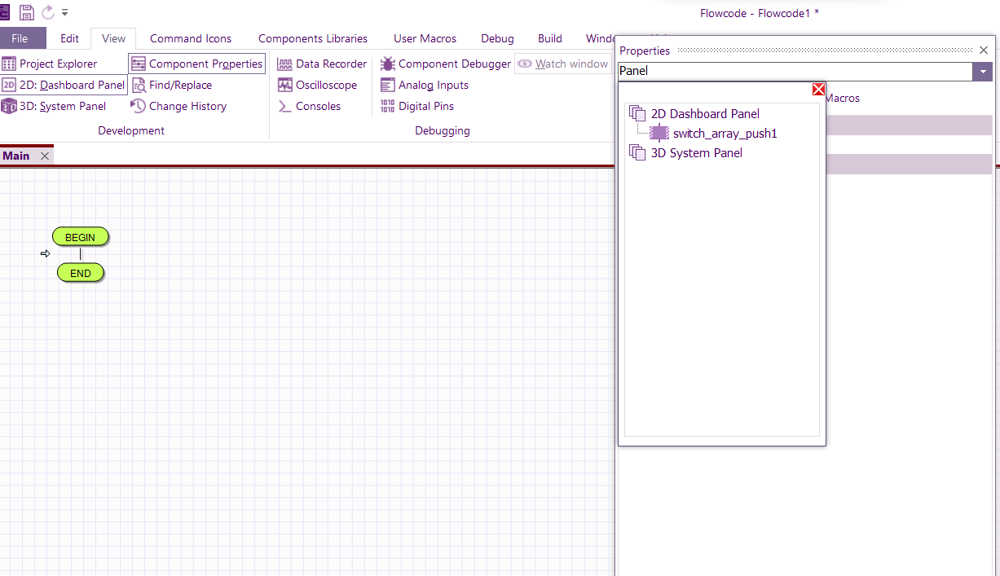 Flowcode - Flowcode1 *
File Edit View Command Icons Components Libraries User Macros Debug Build
Properties
Panel
Project Explorer Component Properties Data Recorder Component Debugger Watch window
2D: Dashboard Panel Find/Replace Oscilloscope Analog Inputs
3D: System Panel Change History Consoles Digital Pins
Development Debugging
Macros
2D Dashboard Panel
switch_array_push1
3D System Panel
Main
BEGIN
END